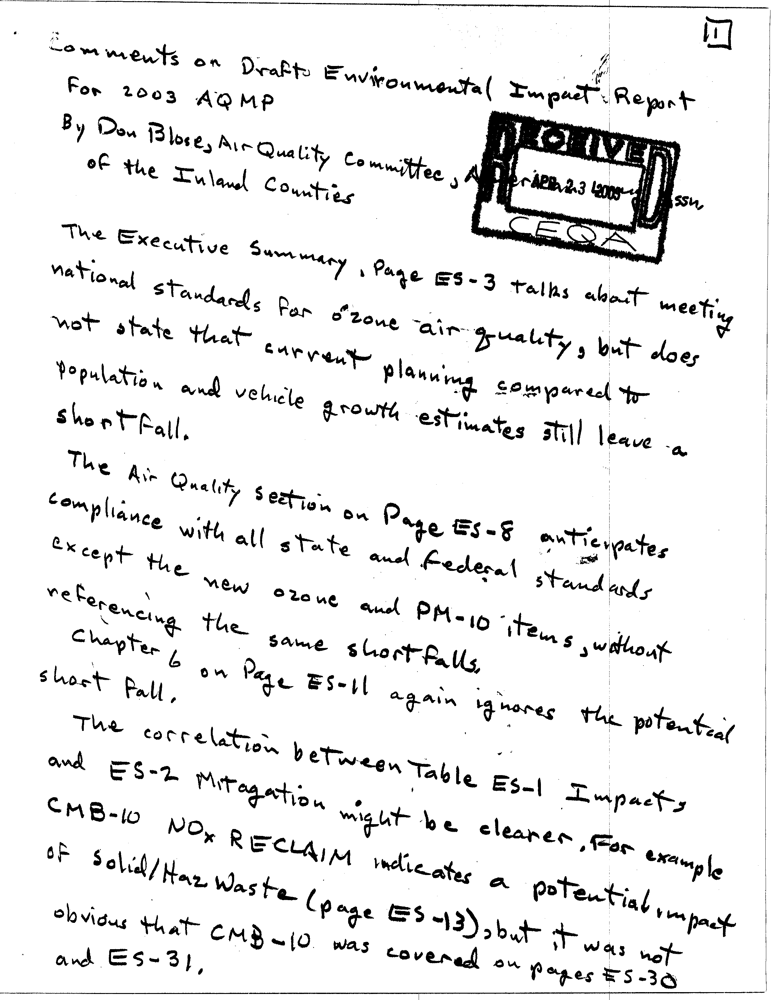 1
Comments on Draft Environmental Impact Report
For 2003 AQMP
By Don Blose, Air Quality Committee, American Lung Assn.
of the Inland Counties
RECEIVED
APR 23 2003
CEQA
The Executive Summary, Page ES-3 talks about meeting
national standards for ozone air quality, but does
not state that current planning compared to
population and vehicle growth estimates still leave a
shortfall.
The Air Quality section on Page ES-8 anticipates
compliance with all state and Federal standards
except the new ozone and PM-10 items, without
referencing the same shortfalls.
Chapter 6 on Page ES-11 again ignores the potential
short fall.
The correlation between Table ES-1 Impacts
and ES-2 Mitagation might be clearer. For example
CMB-10 NOx RECLAIM indicates a potential impact
of Solid/Haz Waste (page ES-13), but it was not
obvious that CMB-10 was covered on pages ES-30
and ES-31.